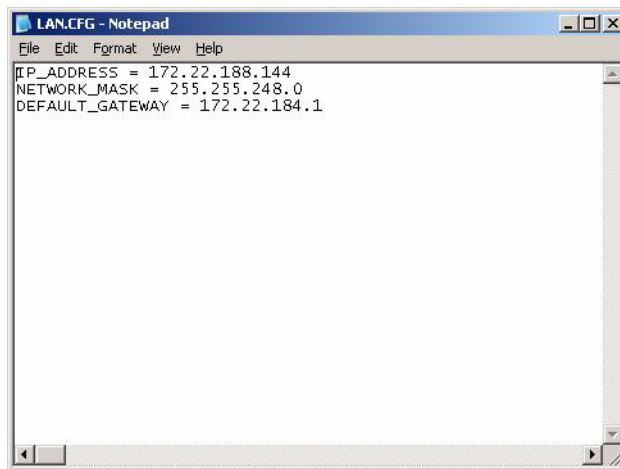 LAN.CFG - Notepad
File Edit Format View Help
IP_ADDRESS = 172.22.188.144
NETWORK_MASK = 255.255.248.0
DEFAULT_GATEWAY = 172.22.184.1